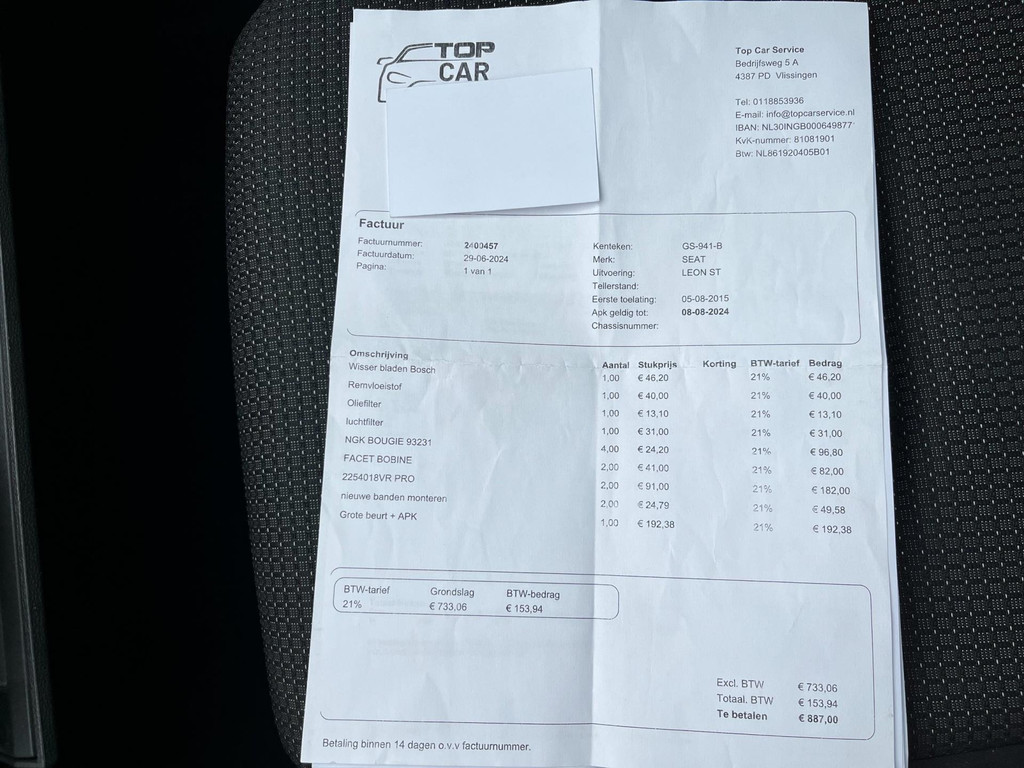 TOP
CAR
Top Car Service
Bedrijfsweg 5 A
4387 PD Vlissingen
Tel: 0118853936
E-mail: info@topcarservice.nl
IBAN: NL30INGB000649877
KvK-nummer: 81081901
Btw: NL861920405B01
Factuur
Factuurnummer: 2400457
Factuurdatum: 29-06-2024
Pagina: 1 van 1
Kenteken: GS-941-B
Merk: SEAT
Uitvoering: LEON ST
Tellerstand:
Eerste toelating: 05-08-2015
Apk geldig tot: 08-08-2024
Chassisnummer:
Omschrijving Aantal Stukprijs Korting BTW-tarief Bedrag
Wisser bladen Bosch 1,00 € 46,20 21% € 46,20
Remvloeistof 1,00 € 40,00 21% € 40,00
Oliefilter 1,00 € 13,10 21% € 13,10
luchtfilter 1,00 € 31,00 21% € 31,00
NGK BOUGIE 93231 4,00 € 24,20 21% € 96,80
FACET BOBINE 2,00 € 41,00 21% € 82,00
2254018VR PRO 2,00 € 91,00 21% € 182,00
nieuwe banden monteren 2,00 € 24,79 21% € 49,58
Grote beurt + APK 1,00 € 192,38 21% € 192,38
BTW-tarief Grondslag BTW-bedrag
21% € 733,06 € 153,94
Excl. BTW € 733,06
Totaal. BTW € 153,94
Te betalen € 887,00
Betaling binnen 14 dagen o.v.v factuurnummer.